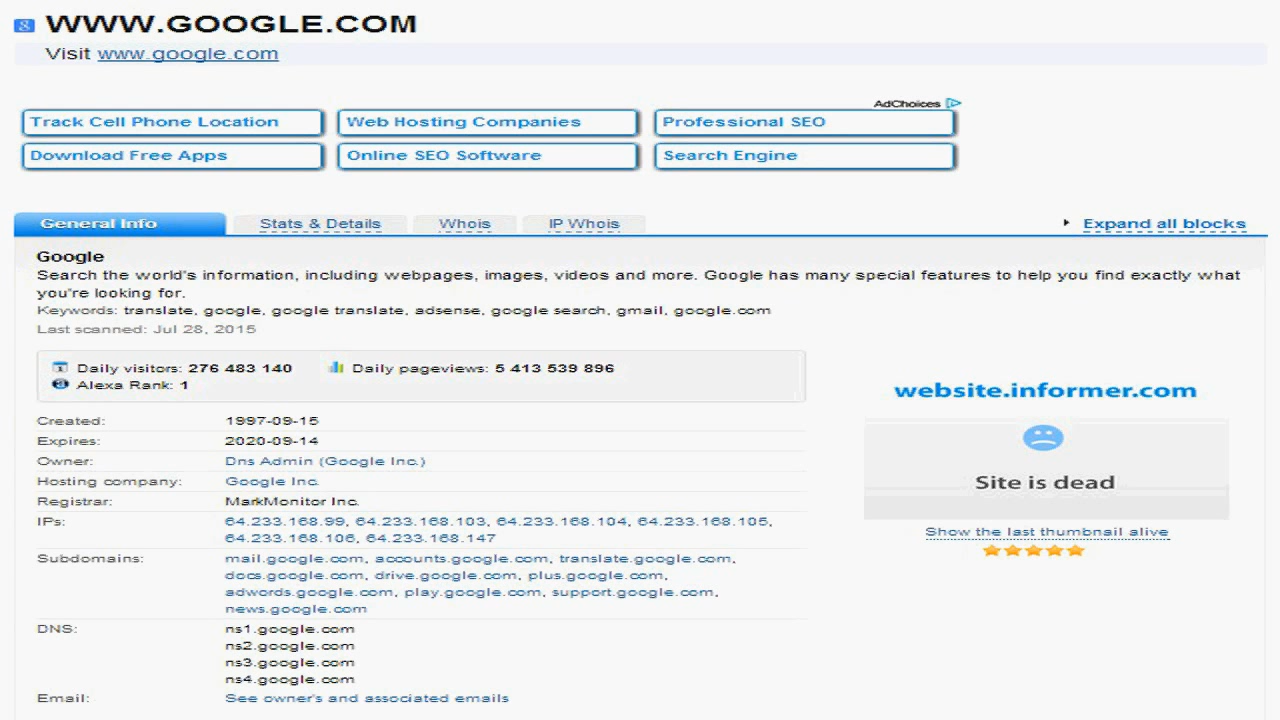 WWW.GOOGLE.COM
Visit www.google.com
AdChoices
Track Cell Phone Location
Web Hosting Companies
Professional SEO
Download Free Apps
Online SEO Software
Search Engine
General Info
Stats & Details
Whois
IP Whois
Expand all blocks
Google
Search the world's information, including webpages, images, videos and more. Google has many special features to help you find exactly what
you're looking for.
Keywords: translate, google, google translate, adsense, google search, gmail, google.com
Last scanned: Jul 28, 2015
Daily visitors: 276 483 140
Daily pageviews: 5 413 539 896
Alexa Rank: 1
Created: 1997-09-15
Expires: 2020-09-14
Owner: Dns Admin (Google Inc.)
Hosting company: Google Inc.
Registrar: MarkMonitor Inc.
IPs: 64.233.168.99, 64.233.168.103, 64.233.168.104, 64.233.168.105,
64.233.168.106, 64.233.168.147
Subdomains: mail.google.com, accounts.google.com, translate.google.com,
docs.google.com, drive.google.com, plus.google.com,
adwords.google.com, play.google.com, support.google.com,
news.google.com
DNS: ns1.google.com
ns2.google.com
ns3.google.com
ns4.google.com
Email: See owner's and associated emails
website.informer.com
Site is dead
Show the last thumbnail alive